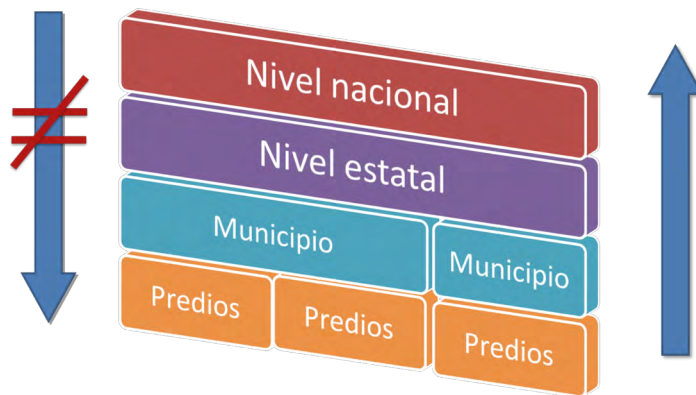 Nivel nacional
Nivel estatal
Municipio
Municipio
Predios
Predios
Predios